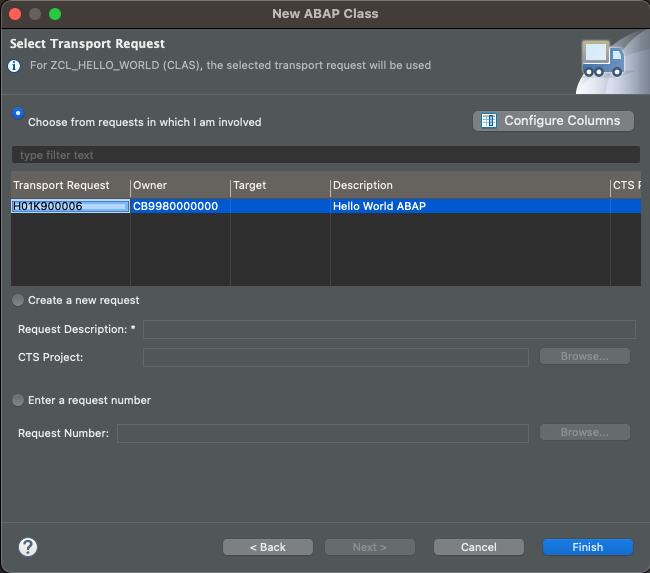 New ABAP Class
Select Transport Request
For ZCL_HELLO_WORLD (CLAS), the selected transport request will be used
Choose from requests in which I am involved
Configure Columns
type filter text
Transport Request Owner Target Description CTS P
H01K900006 CB9980000000 Hello World ABAP
Create a new request
Request Description: *
CTS Project:
Browse...
Enter a request number
Request Number:
Browse...
?
< Back Next > Cancel Finish